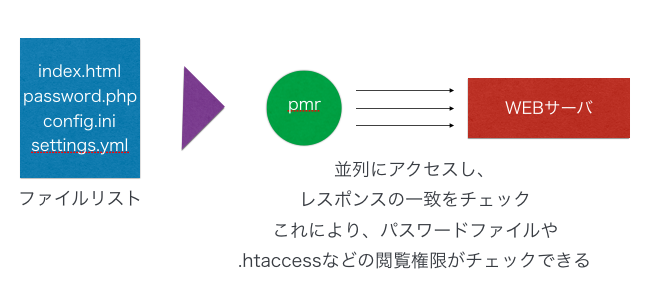 index.html
password.php
config.ini
settings.yml
ファイルリスト
pmr
WEBサーバ
並列にアクセスし、
レスポンスの一致をチェック
これにより、パスワードファイルや
.htaccessなどの閲覧権限がチェックできる